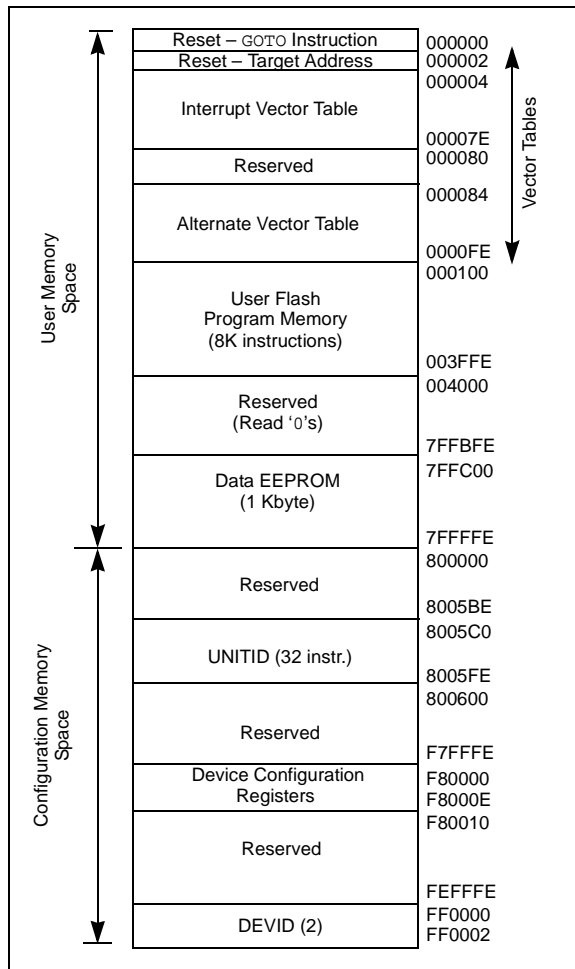 Reset – GOTO Instruction
000000
Reset – Target Address
000002
000004
Interrupt Vector Table
00007E
000080
Reserved
000084
Alternate Vector Table
0000FE
000100
User Flash
Program Memory
(8K instructions)
003FFE
004000
Reserved
(Read ‘0’s)
7FFBFE
7FFC00
Data EEPROM
(1 Kbyte)
7FFFFE
800000
Reserved
8005BE
8005C0
UNITID (32 instr.)
8005FE
800600
Reserved
F7FFFE
Device Configuration
Registers
F80000
F8000E
F80010
Reserved
FEFFFE
FF0000
DEVID (2)
FF0002
User Memory
Space
Configuration Memory
Space
Vector Tables